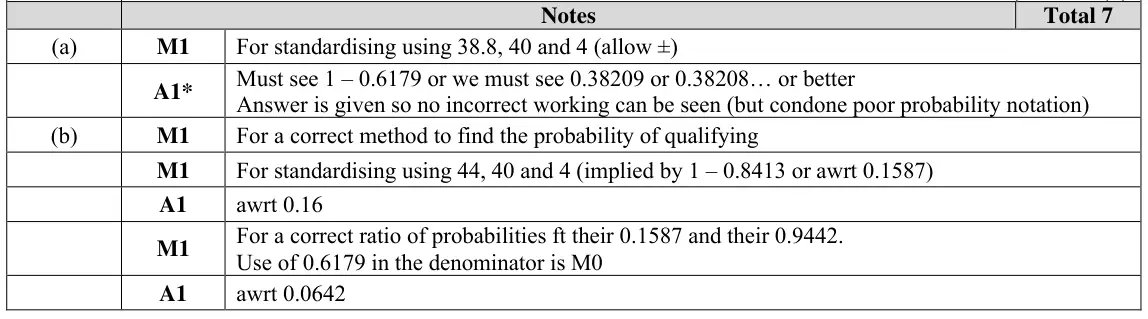 Notes Total 7
(a) M1 For standardising using 38.8, 40 and 4 (allow ±)
A1* Must see 1 – 0.6179 or we must see 0.38209 or 0.38208… or better
Answer is given so no incorrect working can be seen (but condone poor probability notation)
(b) M1 For a correct method to find the probability of qualifying
M1 For standardising using 44, 40 and 4 (implied by 1 – 0.8413 or awrt 0.1587)
A1 awrt 0.16
M1 For a correct ratio of probabilities ft their 0.1587 and their 0.9442.
Use of 0.6179 in the denominator is M0
A1 awrt 0.0642